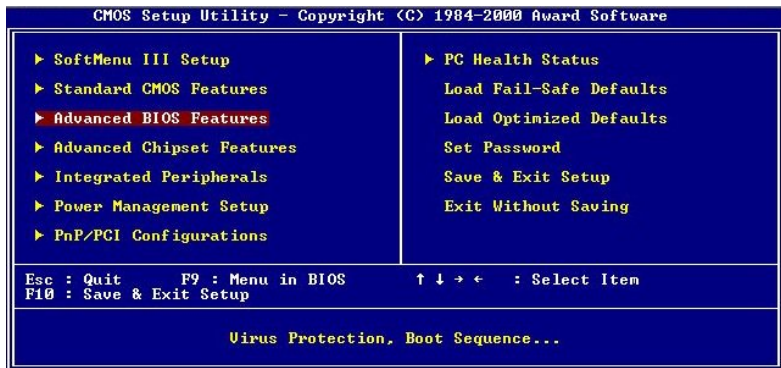 CMOS Setup Utility - Copyright (C) 1984-2000 Award Software
▶ SoftMenu III Setup
▶ Standard CMOS Features
▶ Advanced BIOS Features
▶ Advanced Chipset Features
▶ Integrated Peripherals
▶ Power Management Setup
▶ PnP/PCI Configurations
▶ PC Health Status
Load Fail-Safe Defaults
Load Optimized Defaults
Set Password
Save & Exit Setup
Exit Without Saving
Esc : Quit F9 : Menu in BIOS ↑ ↓ → ← : Select Item
F10 : Save & Exit Setup
Virus Protection, Boot Sequence...